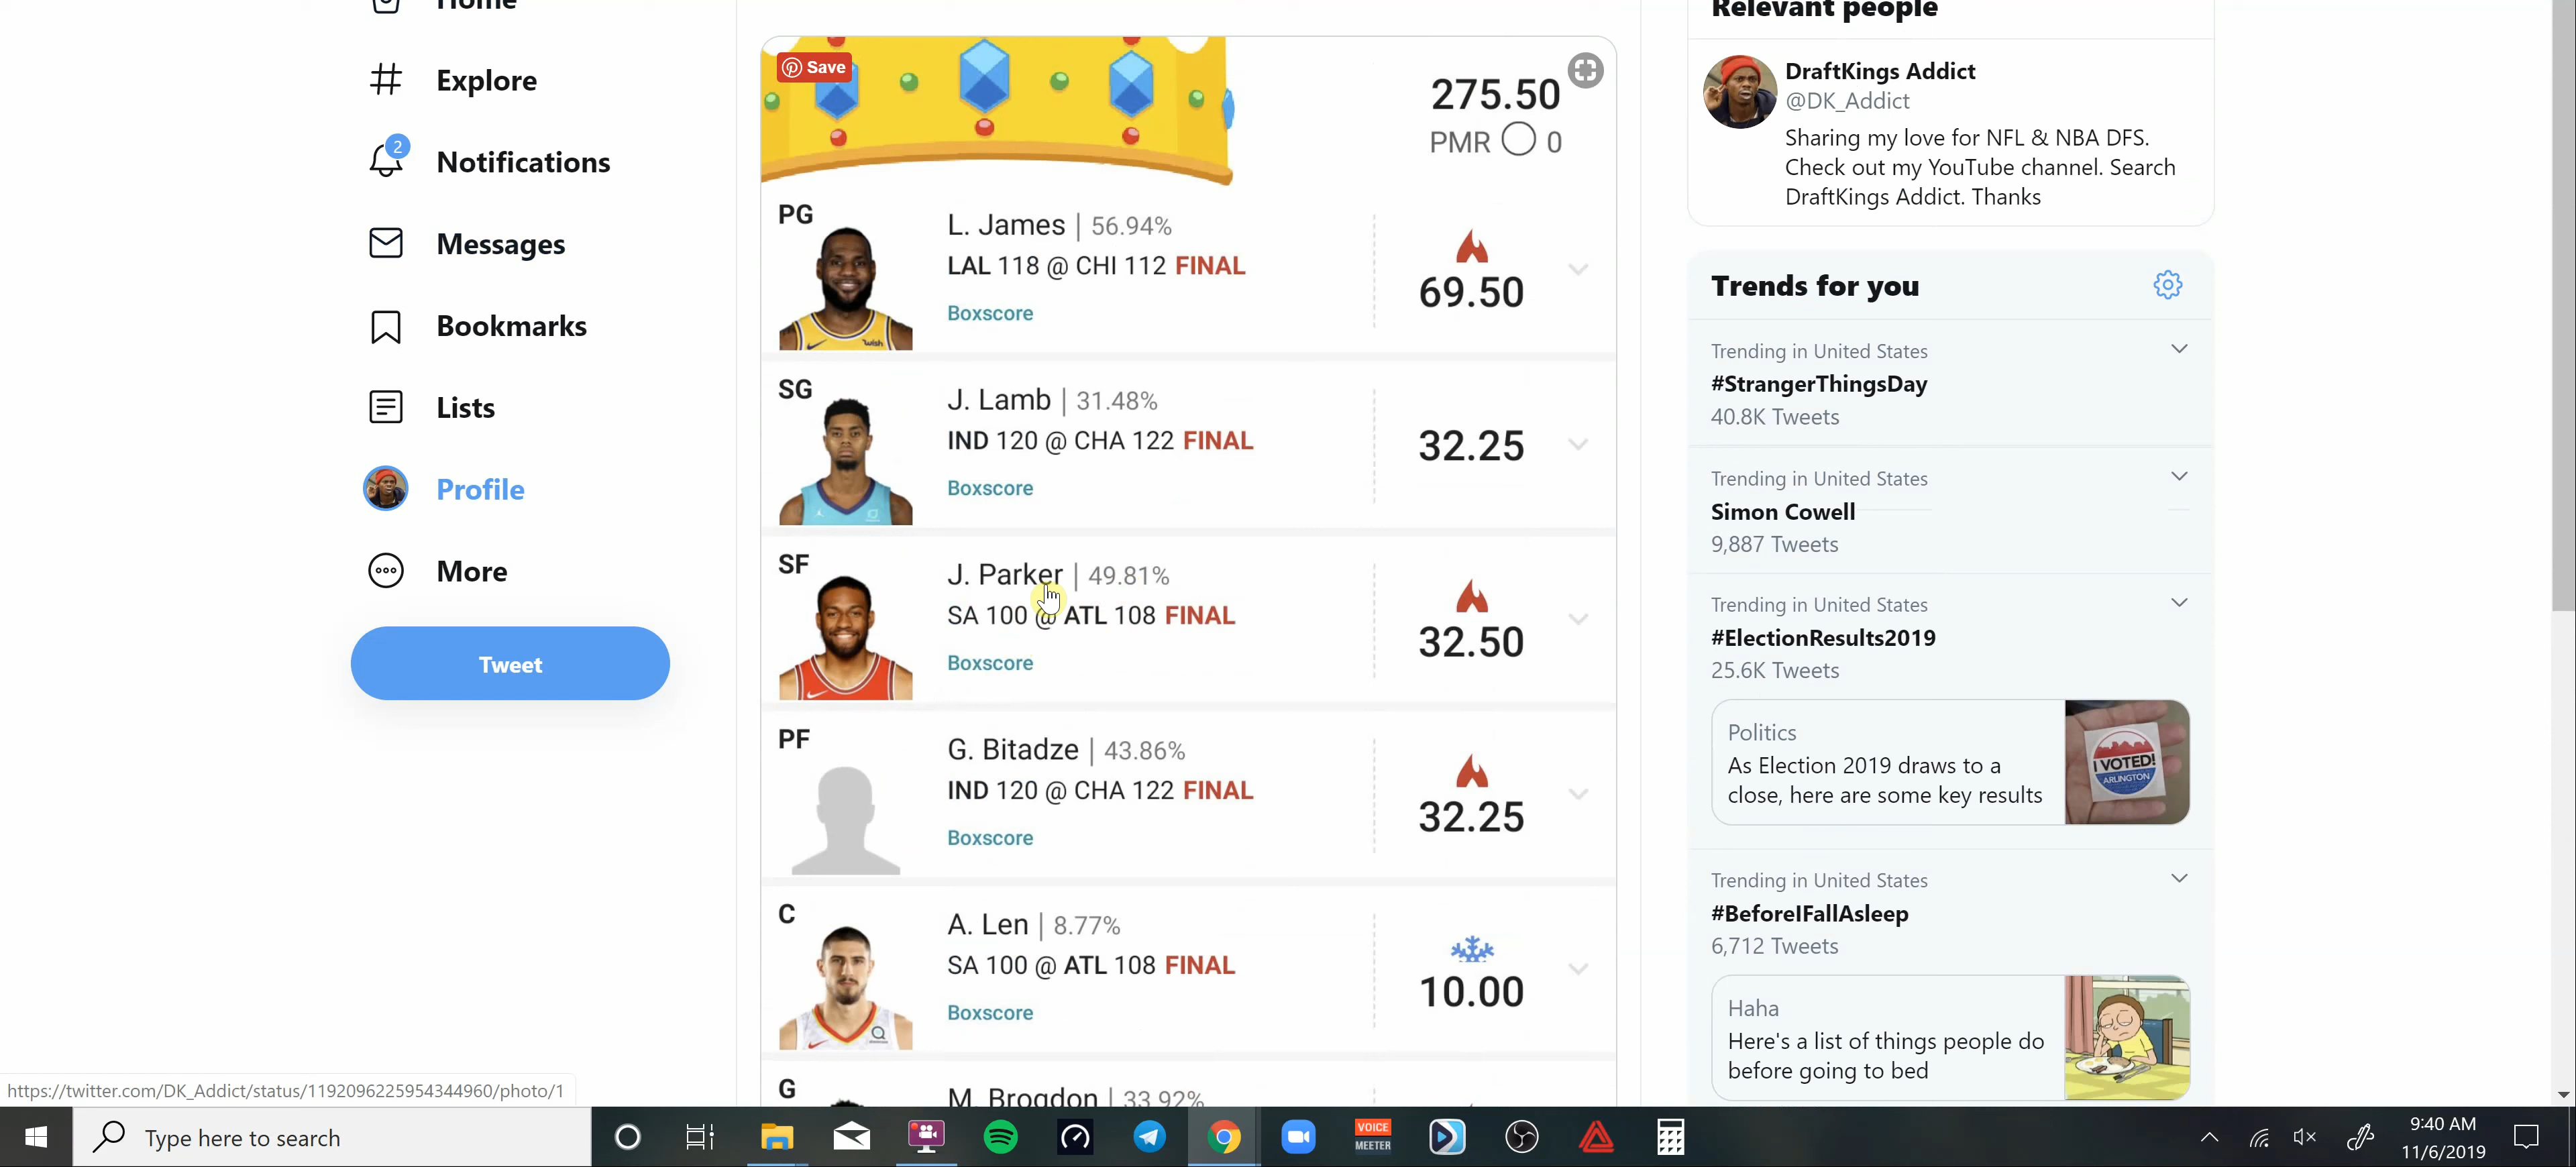 Home
Explore
2
Notifications
Messages
Bookmarks
Lists
Profile
More
Tweet
Save
275.50
PMR 0
PG
L. James | 56.94%
LAL 118 @ CHI 112 FINAL
Boxscore
69.50
SG
J. Lamb | 31.48%
IND 120 @ CHA 122 FINAL
Boxscore
32.25
SF
J. Parker | 49.81%
SA 100 @ ATL 108 FINAL
Boxscore
32.50
PF
G. Bitadze | 43.86%
IND 120 @ CHA 122 FINAL
Boxscore
32.25
C
A. Len | 8.77%
SA 100 @ ATL 108 FINAL
Boxscore
10.00
G
M. Brogdon | 33.92%
Relevant people
DraftKings Addict
@DK_Addict
Sharing my love for NFL & NBA DFS.
Check out my YouTube channel. Search
DraftKings Addict. Thanks
Trends for you
Trending in United States
#StrangerThingsDay
40.8K Tweets
Trending in United States
Simon Cowell
9,887 Tweets
Trending in United States
#ElectionResults2019
25.6K Tweets
Politics
As Election 2019 draws to a
close, here are some key results
I VOTED!
ARLINGTON
Trending in United States
#BeforeIFallAsleep
6,712 Tweets
Haha
Here's a list of things people do
before going to bed
https://twitter.com/DK_Addict/status/1192096225954344960/photo/1
Type here to search
VOICE
MEETER
9:40 AM
11/6/2019